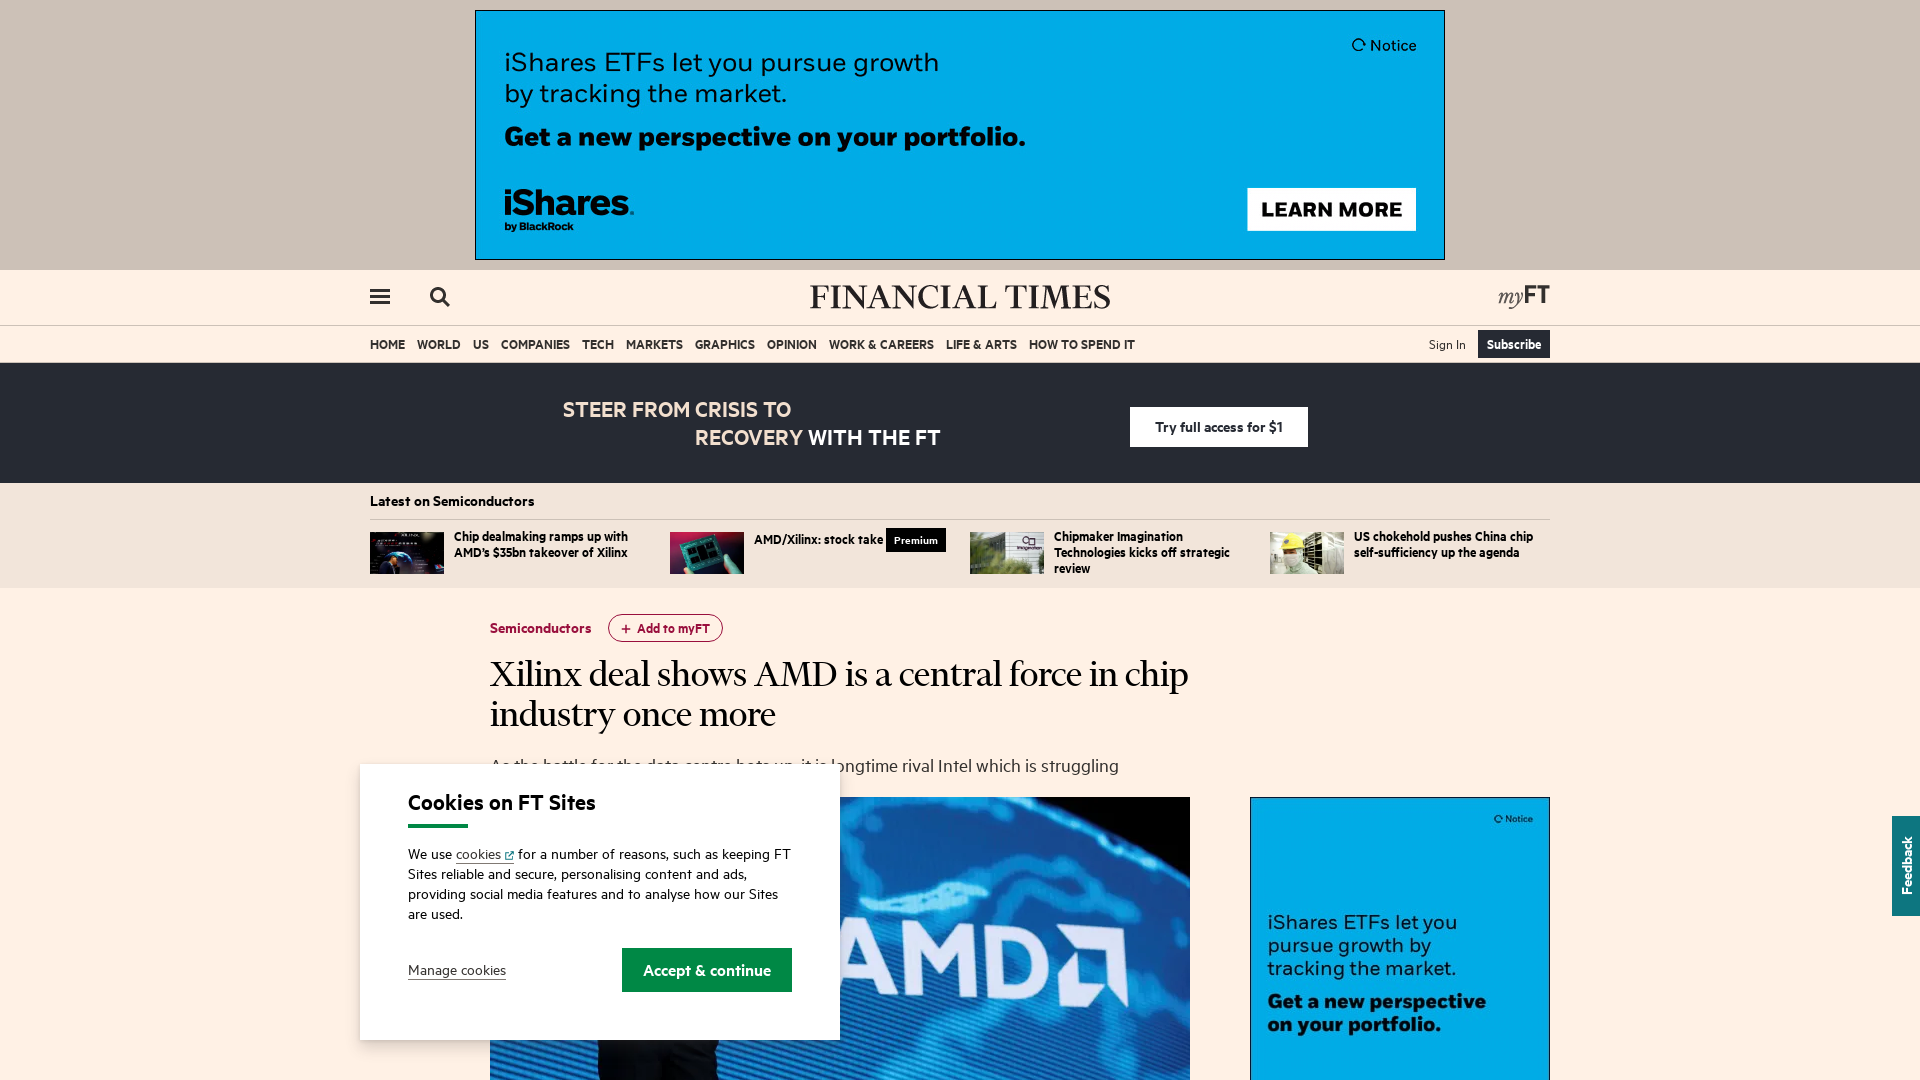 iShares ETFs let you pursue growth
by tracking the market.
Notice
Get a new perspective on your portfolio.
iShares.
by BlackRock
LEARN MORE
FINANCIAL TIMES
myFT
HOME WORLD US COMPANIES TECH MARKETS GRAPHICS OPINION WORK & CAREERS LIFE & ARTS HOW TO SPEND IT
Sign In Subscribe
STEER FROM CRISIS TO
RECOVERY WITH THE FT
Try full access for $1
Latest on Semiconductors
Chip dealmaking ramps up with
AMD’s $35bn takeover of Xilinx
AMD/Xilinx: stock take Premium
Chipmaker Imagination
Technologies kicks off strategic
review
US chokehold pushes China chip
self-sufficiency up the agenda
Semiconductors
+ Add to myFT
Xilinx deal shows AMD is a central force in chip
industry once more
longtime rival Intel which is struggling
Cookies on FT Sites
We use cookies for a number of reasons, such as keeping FT
Sites reliable and secure, personalising content and ads,
providing social media features and to analyse how our Sites
are used.
Manage cookies
Accept & continue
AMD
Notice
iShares ETFs let you
pursue growth by
tracking the market.
Get a new perspective
on your portfolio.
Feedback